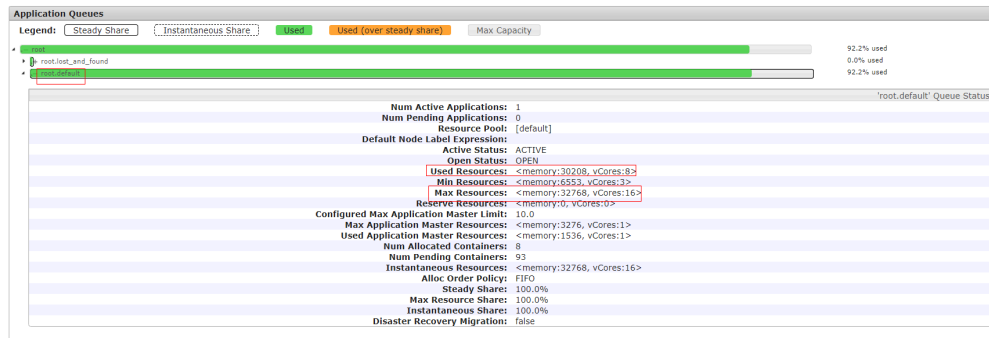 Application Queues
Legend: Steady Share Instantaneous Share Used Used (over steady share) Max Capacity
root 92.2% used
root.lost_and_found 0.0% used
root.default 92.2% used
'root.default' Queue Status
Num Active Applications: 1
Num Pending Applications: 0
Resource Pool: [default]
Default Node Label Expression:
Active Status: ACTIVE
Open Status: OPEN
Used Resources: <memory:30208, vCores:8>
Min Resources: <memory:6553, vCores:3>
Max Resources: <memory:32768, vCores:16>
Reserve Resources: <memory:0, vCores:0>
Configured Max Application Master Limit: 10.0
Max Application Master Resources: <memory:3276, vCores:1>
Used Application Master Resources: <memory:1536, vCores:1>
Num Allocated Containers: 8
Num Pending Containers: 93
Instantaneous Resources: <memory:32768, vCores:16>
Alloc Order Policy: FIFO
Steady Share: 100.0%
Max Resource Share: 100.0%
Instantaneous Share: 100.0%
Disaster Recovery Migration: false